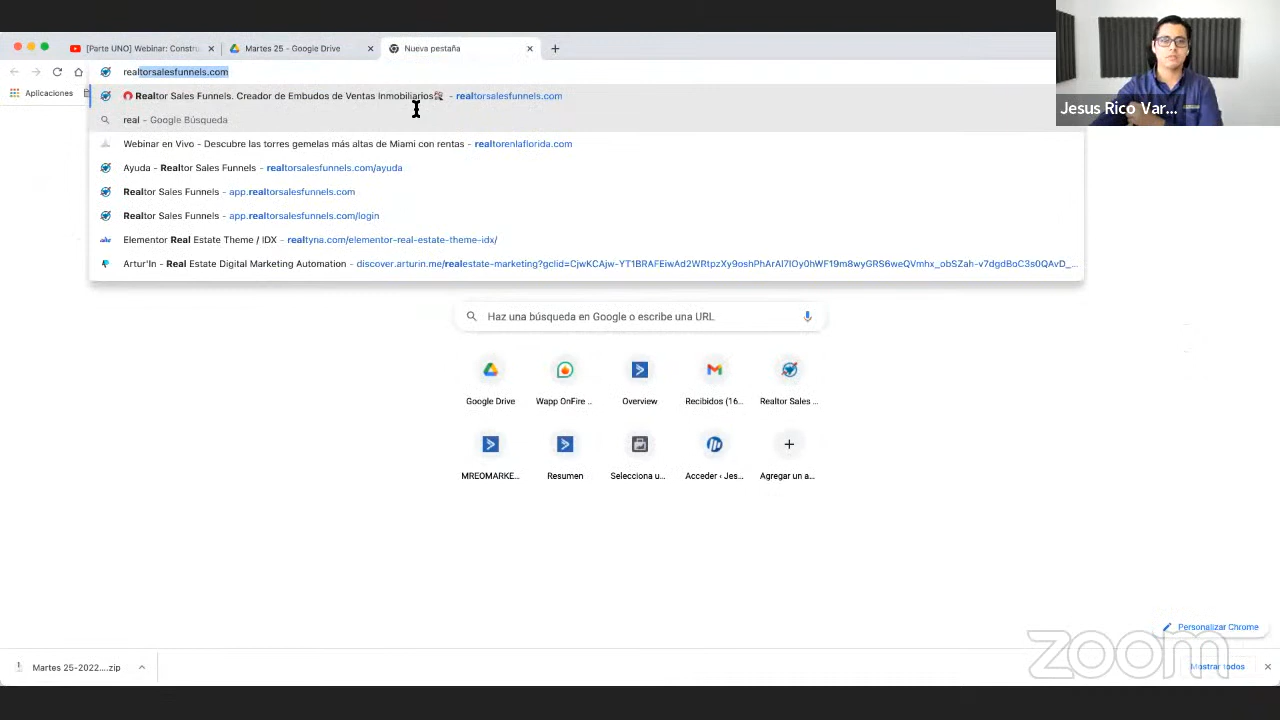 [Parte UNO] Webinar: Constru
Martes 25 - Google Drive
Nueva pestaña
realtorsalesfunnels.com
Aplicaciones
Realtor Sales Funnels. Creador de Embudos de Ventas Inmobiliarios - realtorsalesfunnels.com
real - Google Búsqueda
Webinar en Vivo - Descubre las torres gemelas más altas de Miami con rentas - realtorenlaflorida.com
Ayuda - Realtor Sales Funnels - realtorsalesfunnels.com/ayuda
Realtor Sales Funnels - app.realtorsalesfunnels.com
Realtor Sales Funnels - app.realtorsalesfunnels.com/login
Elementor Real Estate Theme / IDX - realtyna.com/elementor-real-estate-theme-idx/
Artur'In - Real Estate Digital Marketing Automation
Jesus Rico Var...
Haz una búsqueda en Google o escribe una URL
Google Drive
Wapp OnFire ..
Overview
Recibidos (16...
Realtor Sales ...
MREOMARKE...
Resumen
Selecciona u...
Acceder ‹ Jes...
Agregar un a...
Personalizar Chrome
zoom
Martes 25-2022....zip
Mostrar todos